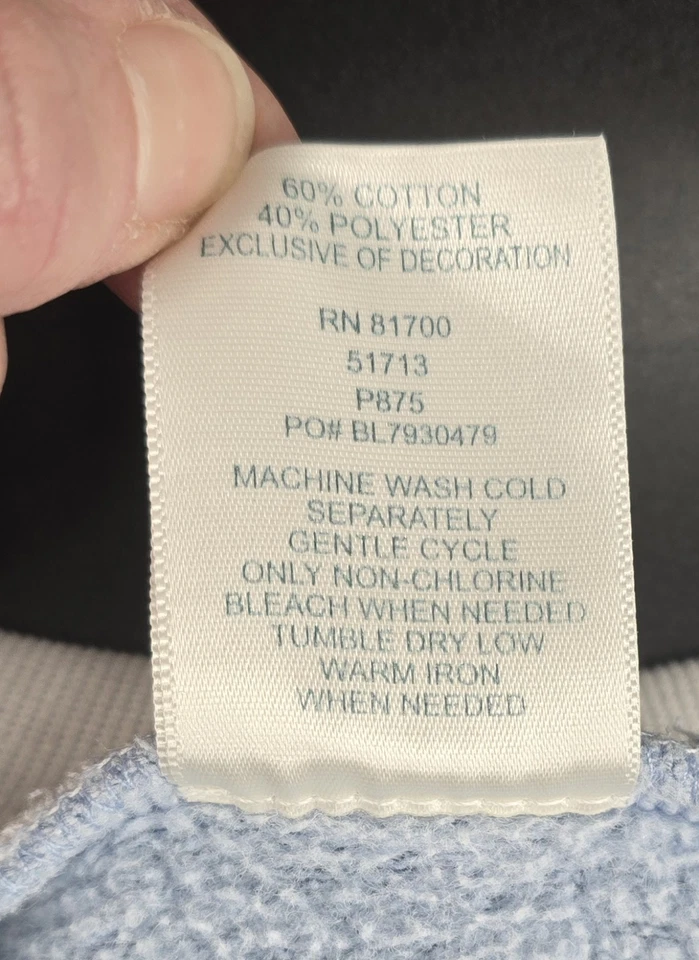 60% COTTON
40% POLYESTER
EXCLUSIVE OF DECORATION
RN 81700
51713
P875
PO# BL7930479
MACHINE WASH COLD
SEPARATELY
GENTLE CYCLE
ONLY NON-CHLORINE
BLEACH WHEN NEEDED
TUMBLE DRY LOW
WARM IRON
WHEN NEEDED